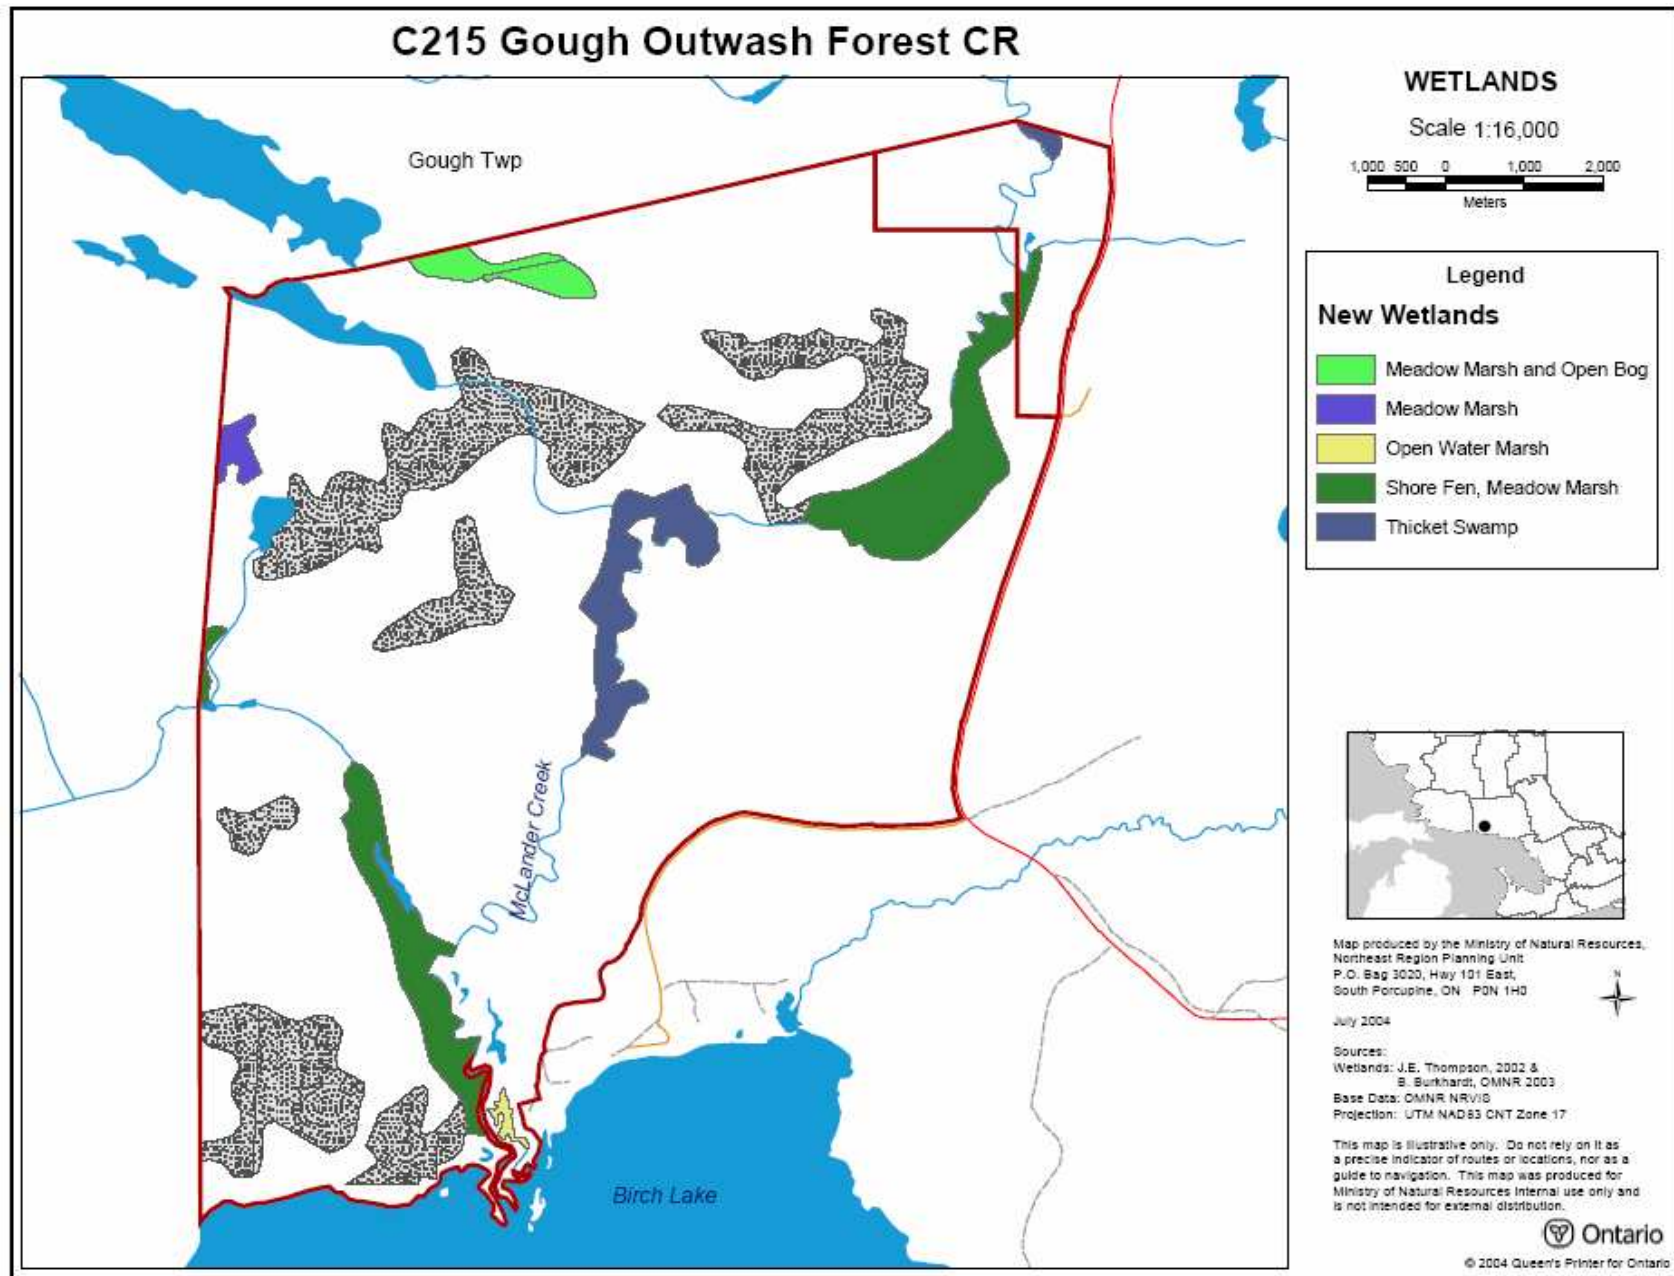 C215 Gough Outwash Forest CR
Gough Twp
McLander Creek
Birch Lake
WETLANDS
Scale 1:16,000
1,000 500 0 1,000 2,000
Meters
Legend
New Wetlands
Meadow Marsh and Open Bog
Meadow Marsh
Open Water Marsh
Shore Fen, Meadow Marsh
Thicket Swamp
Map produced by the Ministry of Natural Resources,
Northeast Region Planning Unit
P.O. Bag 3020, Hwy 101 East,
South Porcupine, ON P0N 1H0
N
July 2004
Sources:
Wetlands: J.E. Thompson, 2002 &
B. Burkhardt, OMNR 2003
Base Data: OMNR NRVIS
Projection: UTM NAD83 CNT Zone 17
This map is illustrative only. Do not rely on it as
a precise indicator of routes or locations, nor as a
guide to navigation. This map was produced for
Ministry of Natural Resources internal use only and
is not intended for external distribution.
Ontario
© 2004 Queen's Printer for Ontario